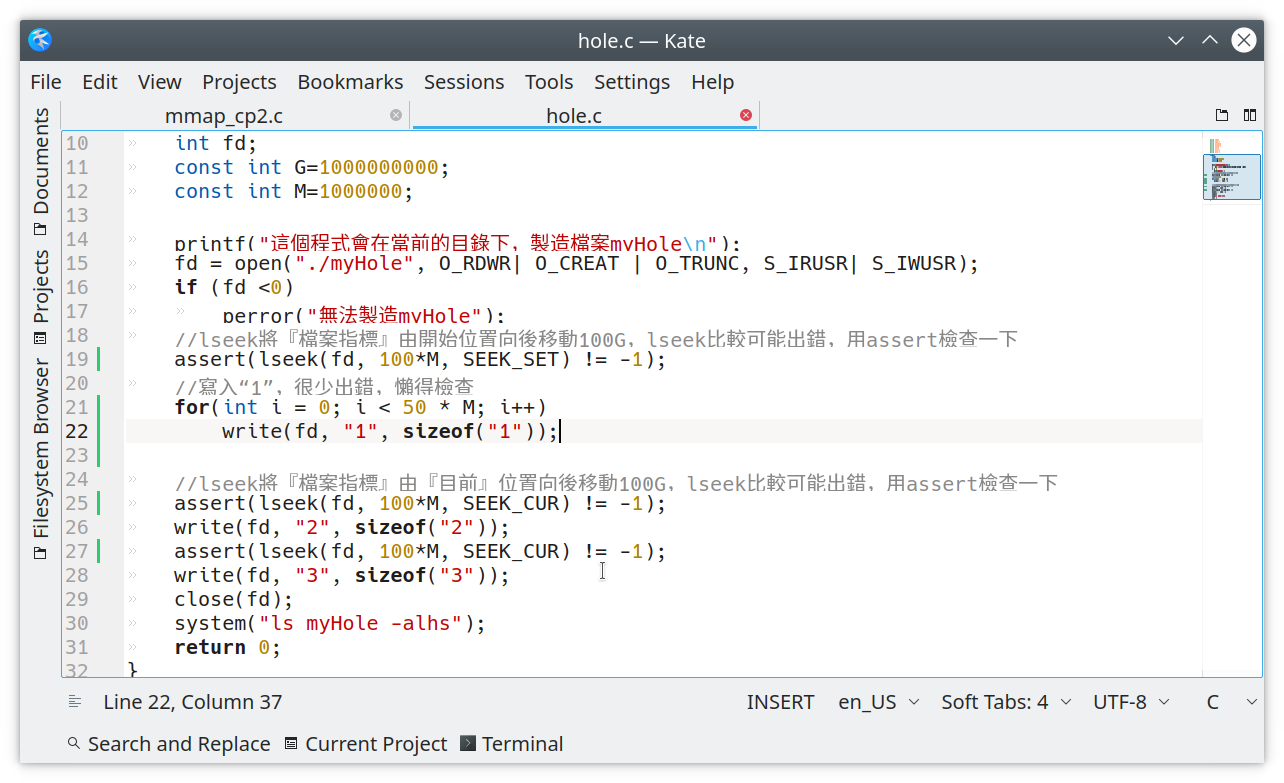 hole.c — Kate
File Edit View Projects Bookmarks Sessions Tools Settings Help
mmap_cp2.c hole.c
Documents
Projects
Filesystem Browser
10 int fd;
11 const int G=1000000000;
12 const int M=1000000;
13
14 printf("這個程式會在當前的目錄下，製造檔案myHole\n");
15 fd = open("./myHole", O_RDWR| O_CREAT | O_TRUNC, S_IRUSR| S_IWUSR);
16 if (fd <0)
17 perror("無法製造myHole");
18 //lseek將『檔案指標』由開始位置向後移動100G，lseek比較可能出錯，用assert檢查一下
19 assert(lseek(fd, 100*M, SEEK_SET) != -1);
20 //寫入“1”，很少出錯，懶得檢查
21 for(int i = 0; i < 50 * M; i++)
22 write(fd, "1", sizeof("1"));
23
24 //lseek將『檔案指標』由『目前』位置向後移動100G，lseek比較可能出錯，用assert檢查一下
25 assert(lseek(fd, 100*M, SEEK_CUR) != -1);
26 write(fd, "2", sizeof("2"));
27 assert(lseek(fd, 100*M, SEEK_CUR) != -1);
28 write(fd, "3", sizeof("3"));
29 close(fd);
30 system("ls myHole -alhs");
31 return 0;
32 }
Line 22, Column 37 INSERT en_US Soft Tabs: 4 UTF-8 C
Search and Replace Current Project Terminal